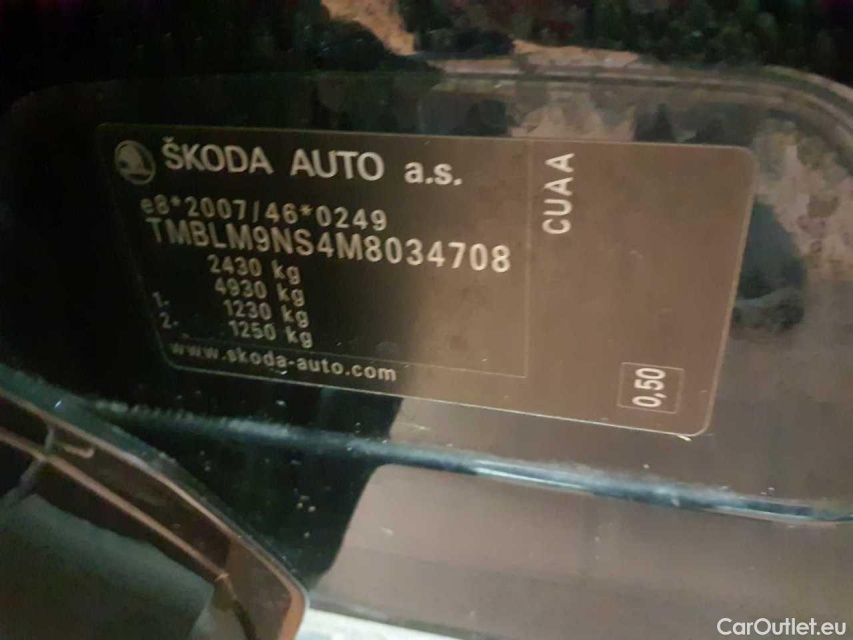 ŠKODA AUTO a.s.
CUAA
e8*2007/46*0249
TMBLM9NS4M8034708
2430 kg
4930 kg
1- 1230 kg
2- 1250 kg
www.skoda-auto.com
0,50
CarOutlet.eu